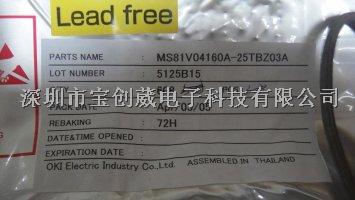 Lead free
PARTS NAME : MS81V04160A-25TBZ03A
LOT NUMBER : 5125B15
深圳市宝创葳电子科技有限公司
PACK DATE
REBAKING : 72H
DATE&TIME OPENED :
EXPIRATION DATE :
OKI Electric Industry Co., Ltd. ASSEMBLED IN THAILAND